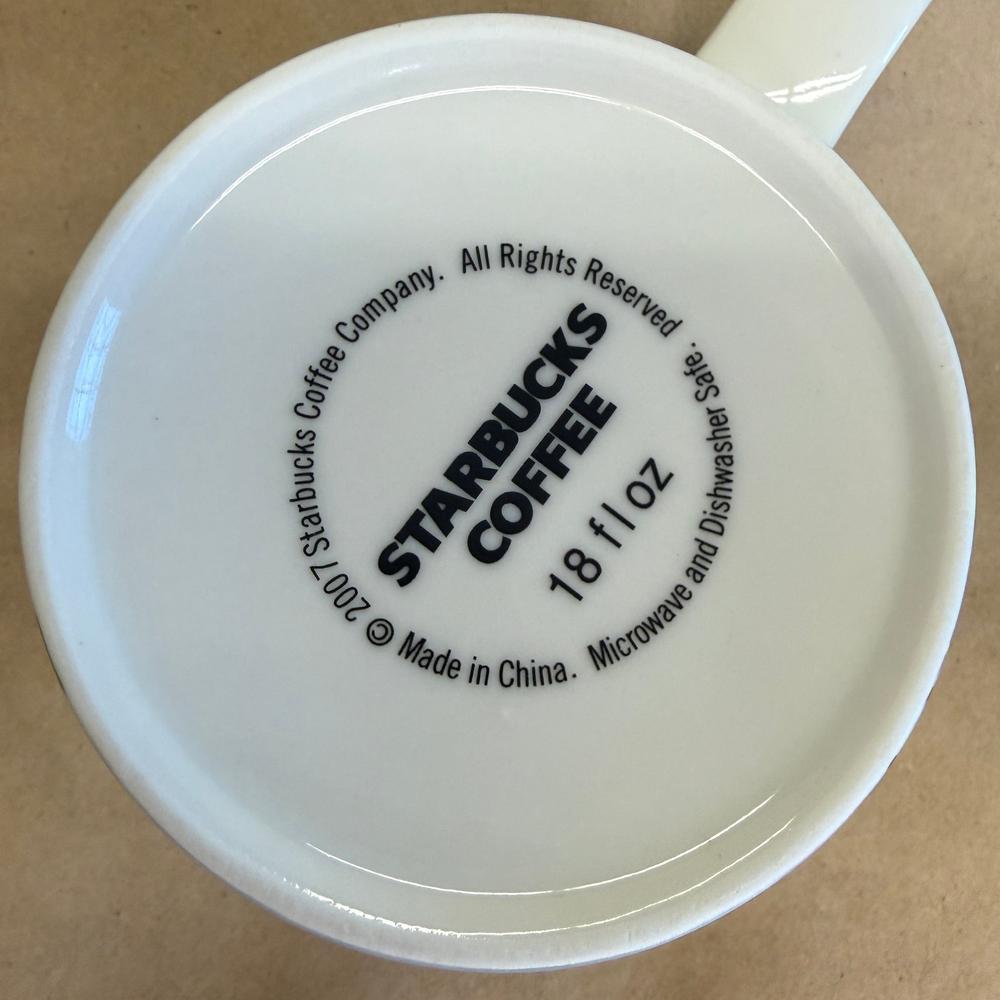 © 2007 Starbucks Coffee Company. All Rights Reserved
STARBUCKS
COFFEE
18 fl oz
Made in China. Microwave and Dishwasher Safe.